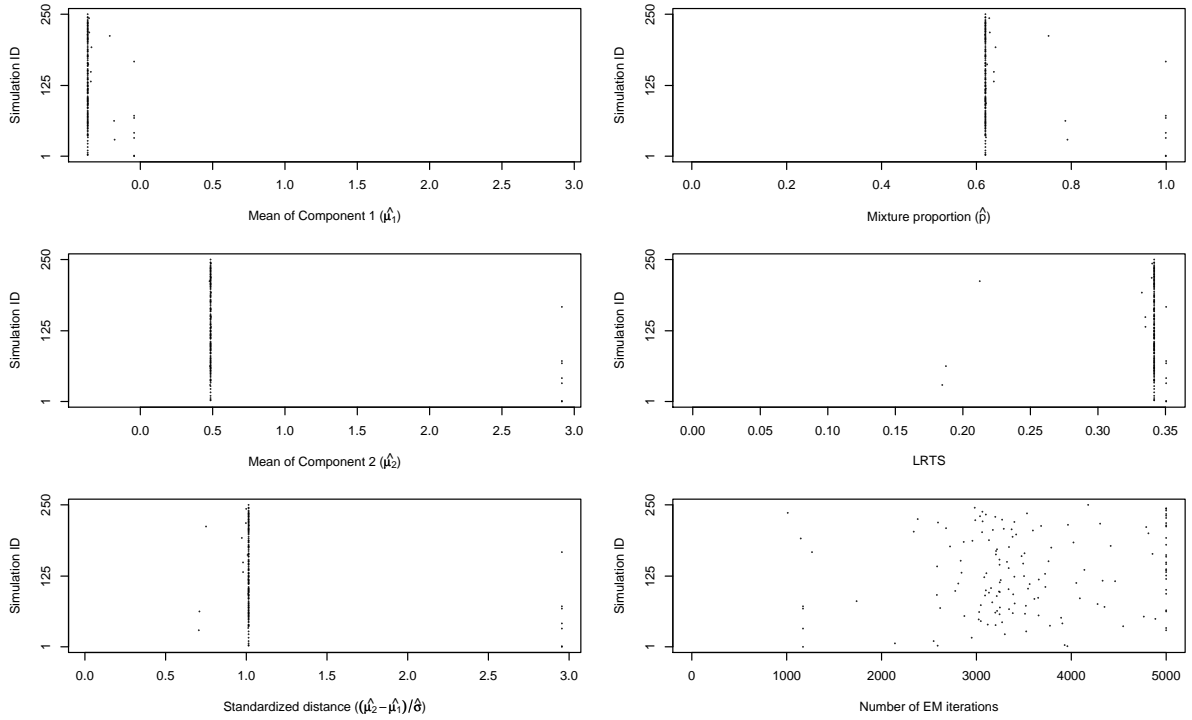 Simulation ID
250
125
1
0.0 0.5 1.0 1.5 2.0 2.5 3.0
Mean of Component 1 (μ̂₁)
Simulation ID
250
125
1
0.0 0.2 0.4 0.6 0.8 1.0
Mixture proportion (p̂)
Simulation ID
250
125
1
0.0 0.5 1.0 1.5 2.0 2.5 3.0
Mean of Component 2 (μ̂₂)
Simulation ID
250
125
1
0.00 0.05 0.10 0.15 0.20 0.25 0.30 0.35
LRTS
Simulation ID
250
125
1
0.0 0.5 1.0 1.5 2.0 2.5 3.0
Standardized distance ((μ̂₂−μ̂₁)/σ̂)
Simulation ID
250
125
1
0 1000 2000 3000 4000 5000
Number of EM iterations